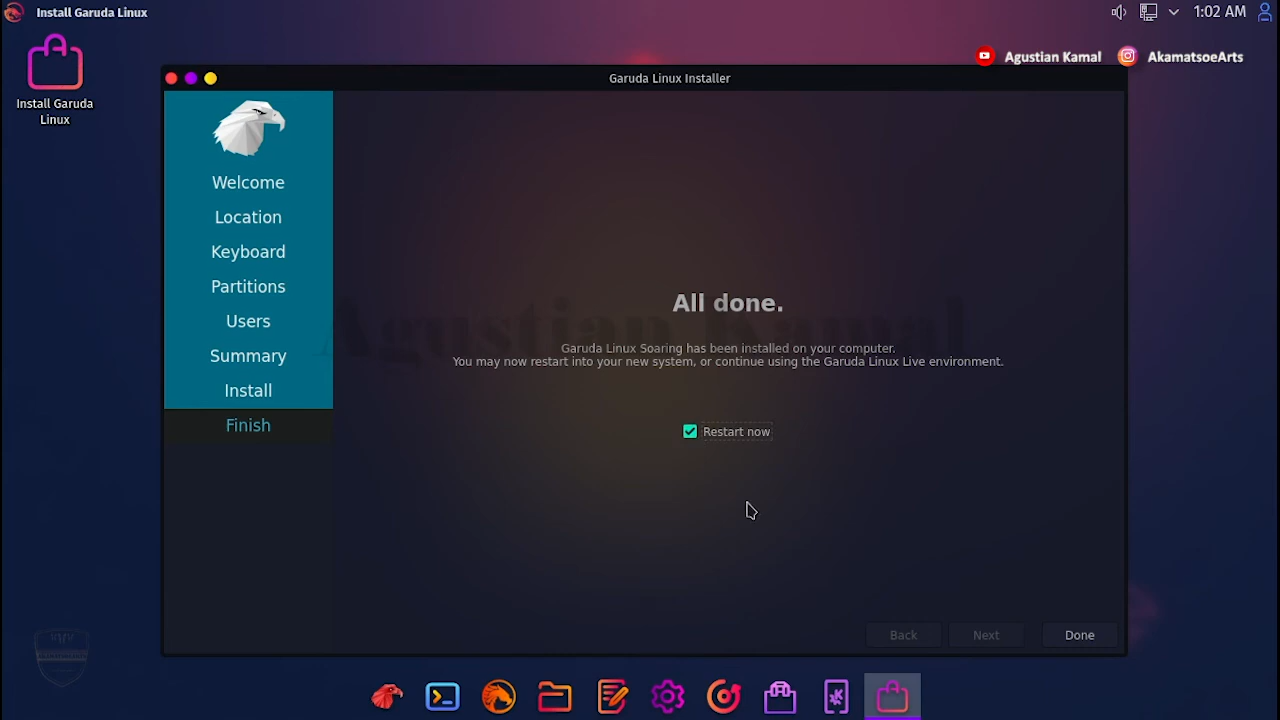 Install Garuda Linux
1:02 AM
Agustian Kamal
AkamatsoeArts
Install Garuda
Linux
Garuda Linux Installer
Welcome
Location
Keyboard
Partitions
Users
Summary
Install
Finish
All done.
Agustian Kamal
Garuda Linux Soaring has been installed on your computer.
You may now restart into your new system, or continue using the Garuda Linux Live environment.
Restart now
Back
Next
Done